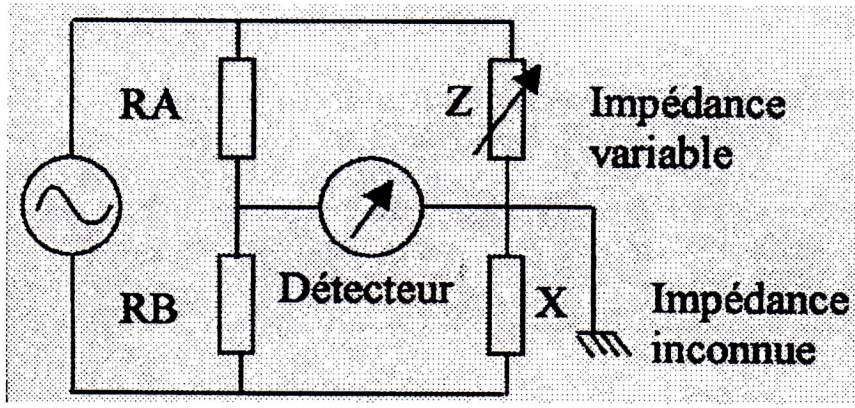 RA
Z
Impédance
variable
RB
Détecteur
X
Impédance
inconnue